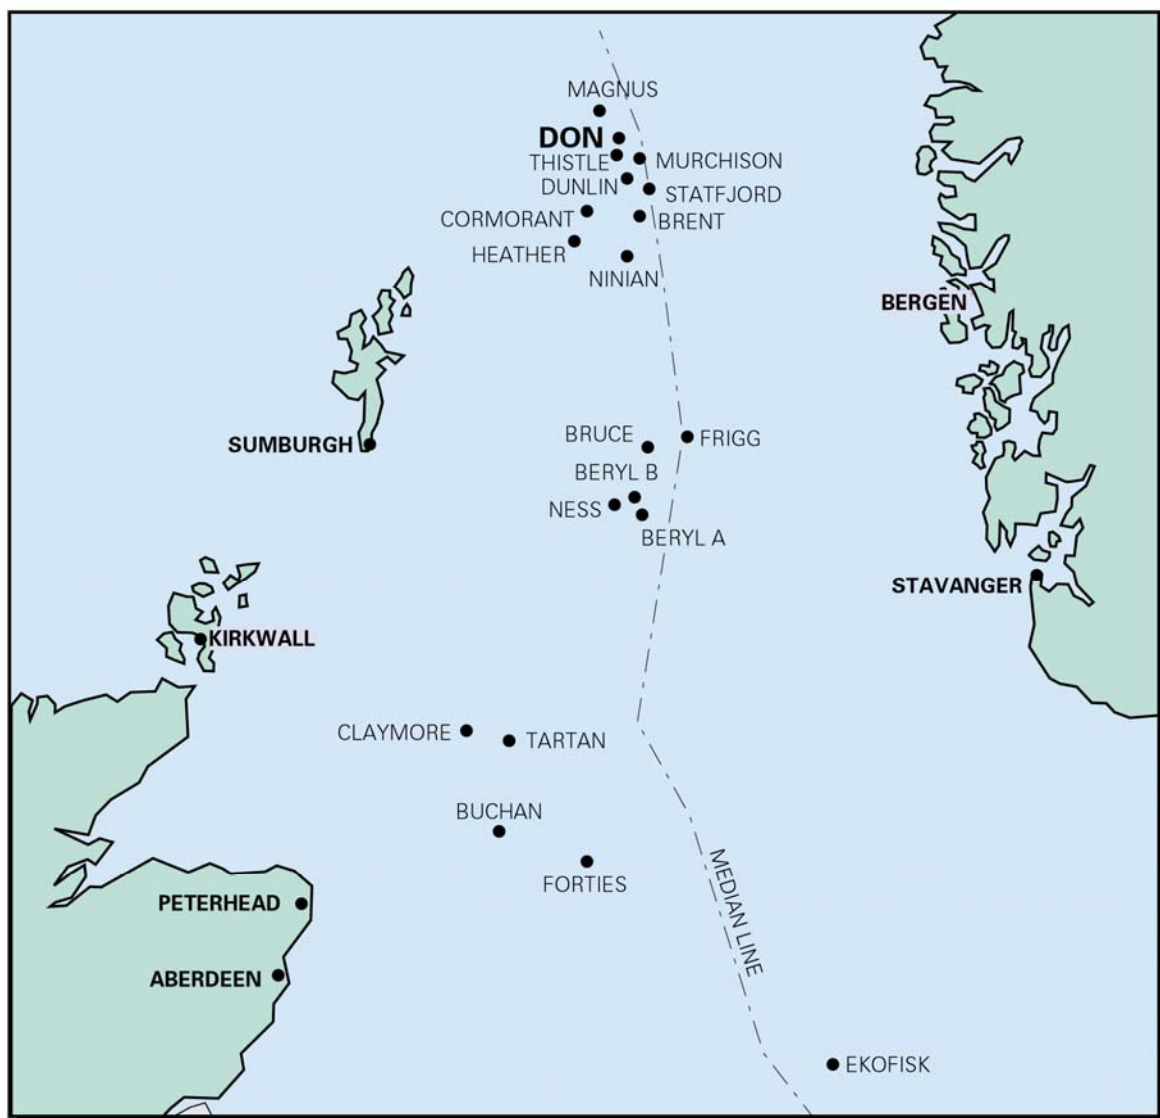 MAGNUS
DON
THISTLE
MURCHISON
DUNLIN
STATFJORD
CORMORANT
BRENT
HEATHER
NINIAN
BERGEN
BRUCE
FRIGG
SUMBURGH
BERYL B
NESS
BERYL A
STAVANGER
KIRKWALL
CLAYMORE
TARTAN
BUCHAN
FORTIES
MEDIAN LINE
PETERHEAD
ABERDEEN
EKOFISK